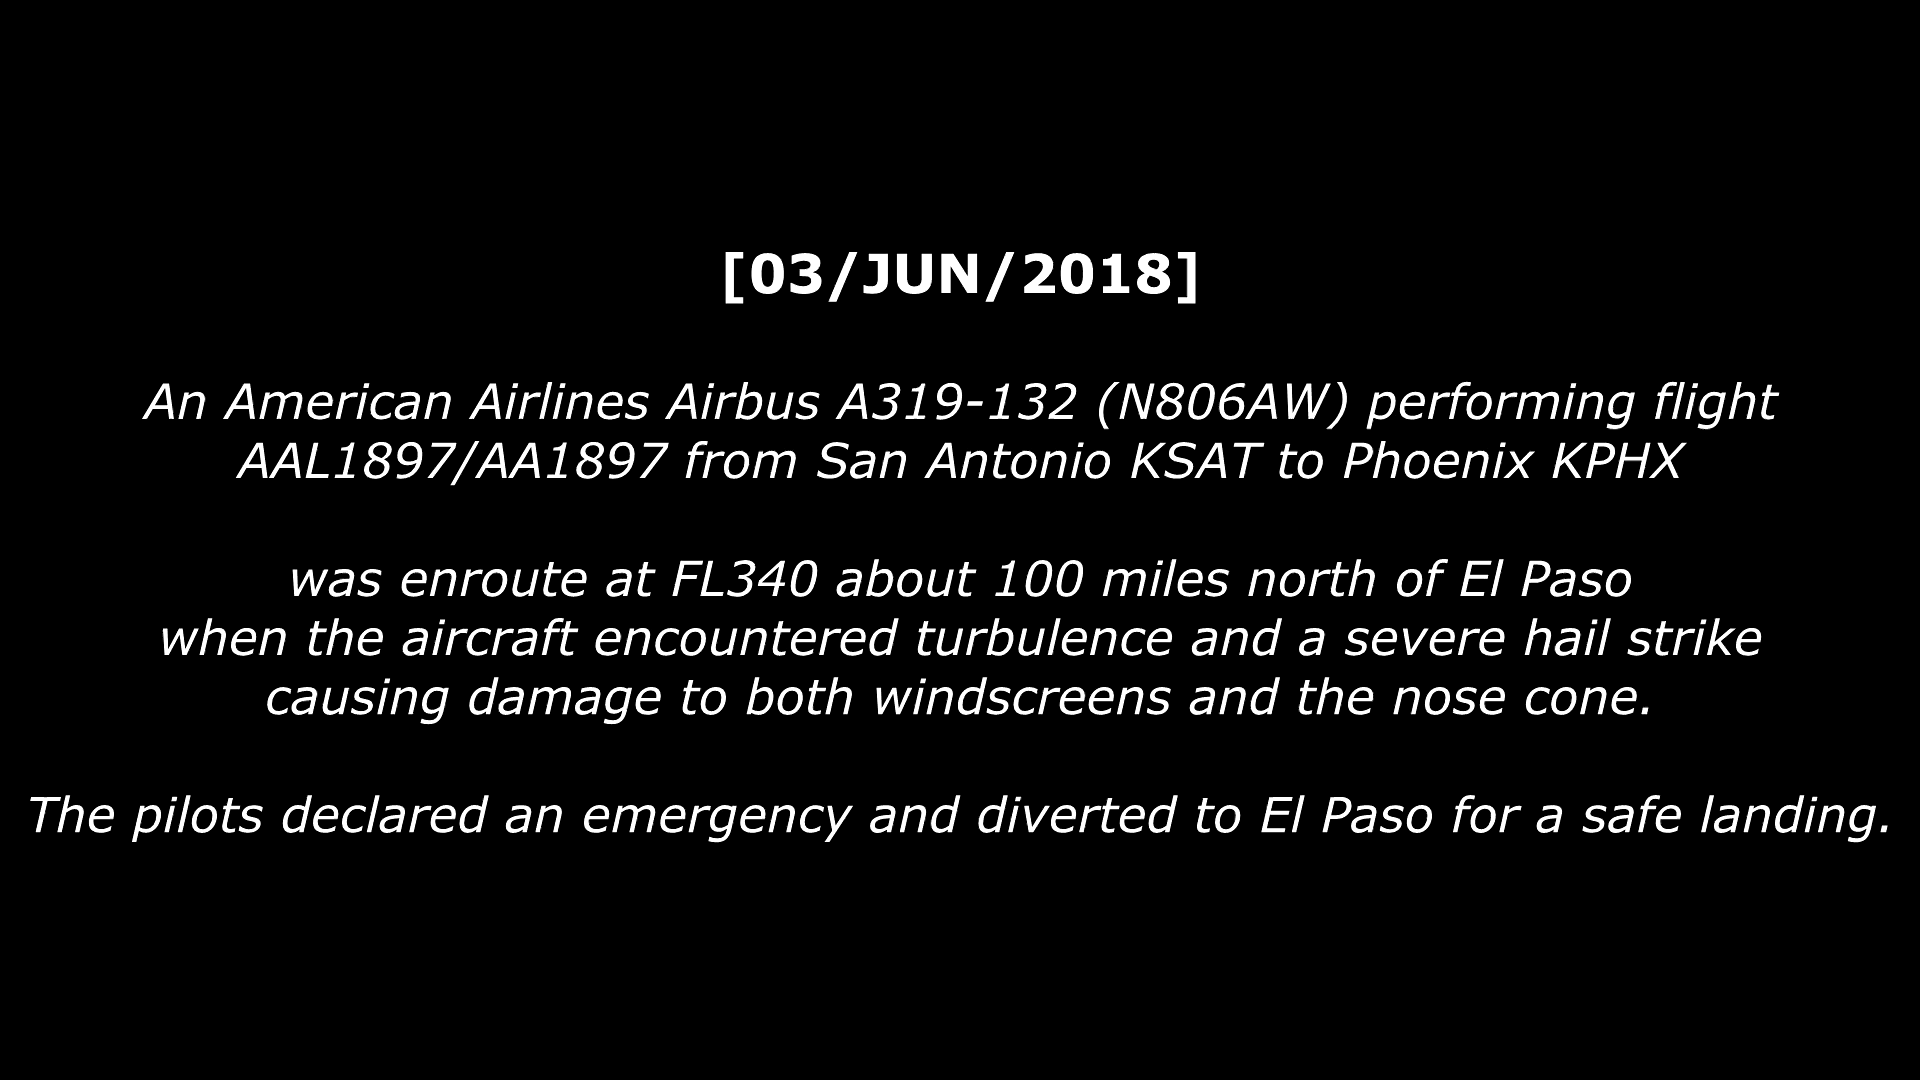 [03/JUN/2018]
An American Airlines Airbus A319-132 (N806AW) performing flight
AAL1897/AA1897 from San Antonio KSAT to Phoenix KPHX
was enroute at FL340 about 100 miles north of El Paso
when the aircraft encountered turbulence and a severe hail strike
causing damage to both windscreens and the nose cone.
The pilots declared an emergency and diverted to El Paso for a safe landing.